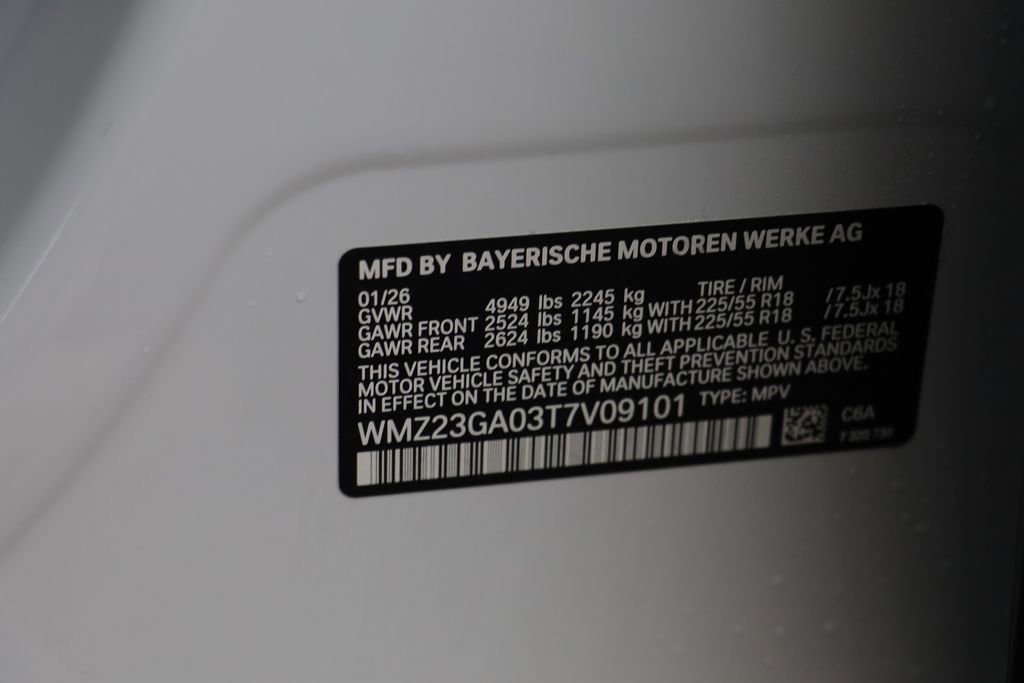 MFD BY BAYERISCHE MOTOREN WERKE AG
01/26 TIRE / RIM
GVWR 4949 lbs 2245 kg
GAWR FRONT 2524 lbs 1145 kg WITH 225/55 R18 /7.5Jx 18
GAWR REAR 2624 lbs 1190 kg WITH 225/55 R18 /7.5Jx 18
THIS VEHICLE CONFORMS TO ALL APPLICABLE U. S. FEDERAL
MOTOR VEHICLE SAFETY AND THEFT PREVENTION STANDARDS
IN EFFECT ON THE DATE OF MANUFACTURE SHOWN ABOVE.
WMZ23GA03T7V09101 TYPE: MPV
C6A
7 320 730